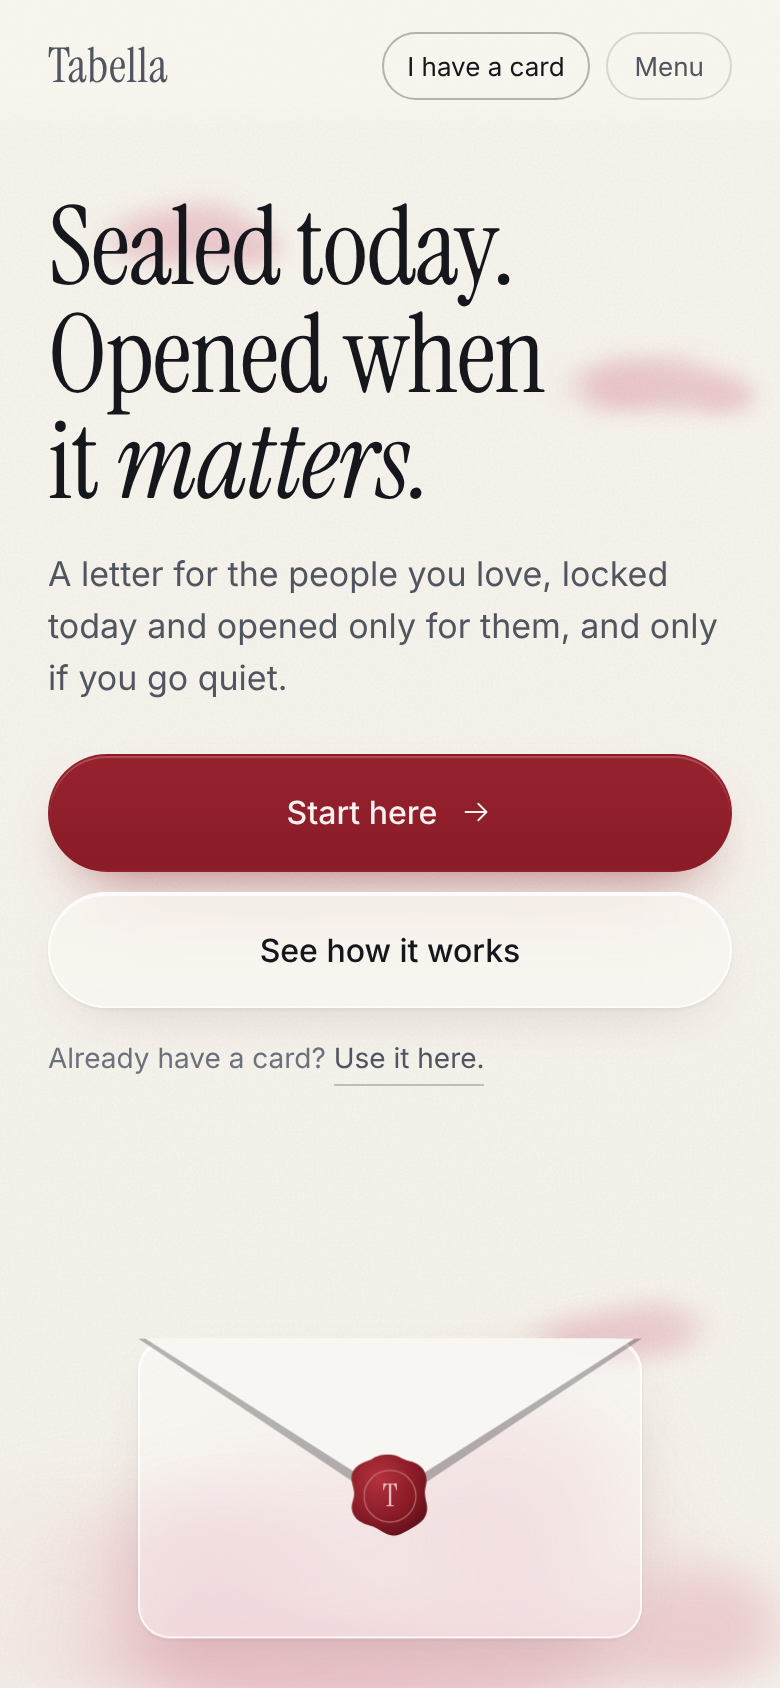 Tabella
I have a card
Menu
Sealed today.
Opened when
it matters.
A letter for the people you love, locked
today and opened only for them, and only
if you go quiet.
Start here →
See how it works
Already have a card? Use it here.
T